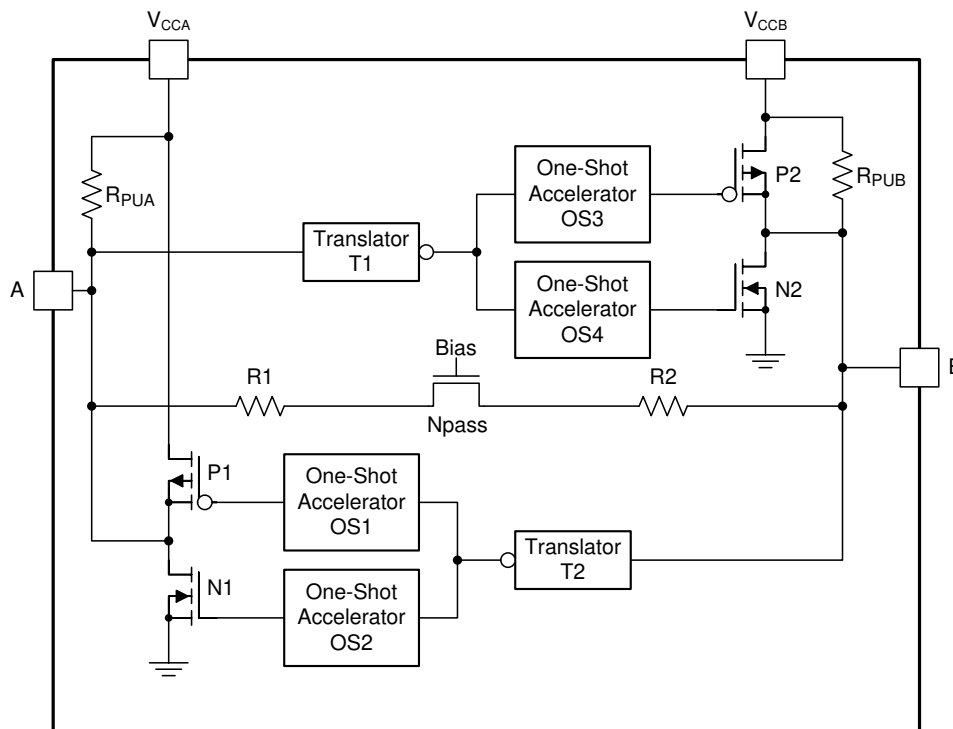 VCCA
VCCB
RPUA
One-Shot
Accelerator
OS3
P2
RPUB
Translator
T1
A
One-Shot
Accelerator
OS4
N2
Bias
R1
R2
Npass
P1
One-Shot
Accelerator
OS1
Translator
T2
N1
One-Shot
Accelerator
OS2